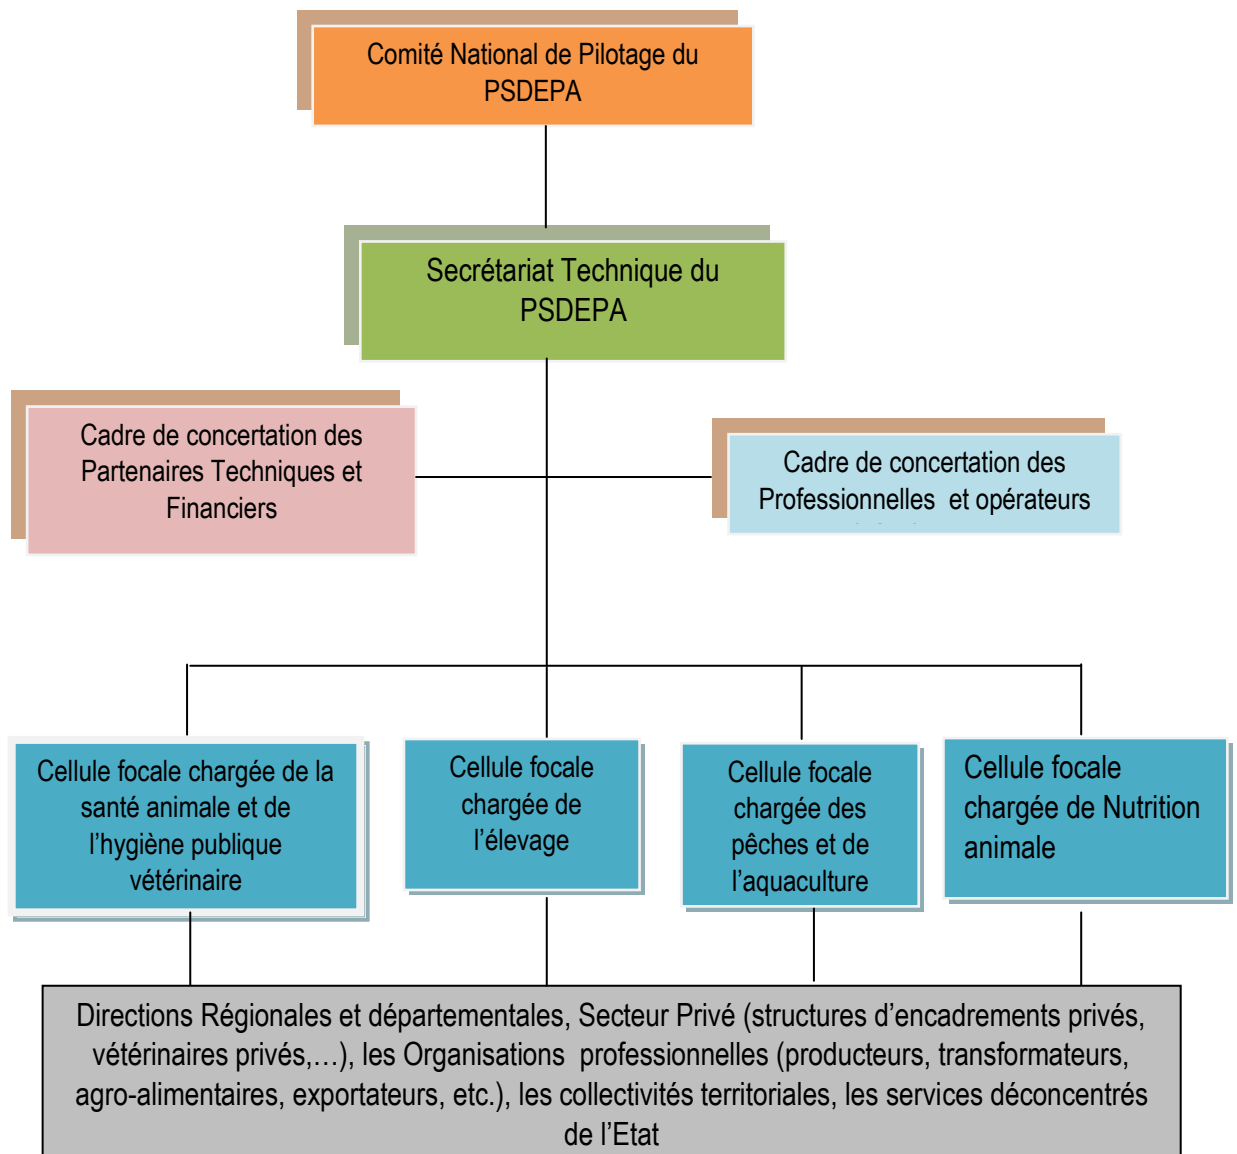 Comité National de Pilotage du
PSDEPA
Secrétariat Technique du
PSDEPA
Cadre de concertation des
Partenaires Techniques et
Financiers
Cadre de concertation des
Professionnelles et opérateurs
Cellule focale chargée de la
santé animale et de
l’hygiène publique
vétérinaire
Cellule focale
chargée de
l’élevage
Cellule focale
chargée des
pêches et de
l’aquaculture
Cellule focale
chargée de Nutrition
animale
Directions Régionales et départementales, Secteur Privé (structures d’encadrements privés,
vétérinaires privés,…), les Organisations professionnelles (producteurs, transformateurs,
agro-alimentaires, exportateurs, etc.), les collectivités territoriales, les services déconcentrés
de l’Etat